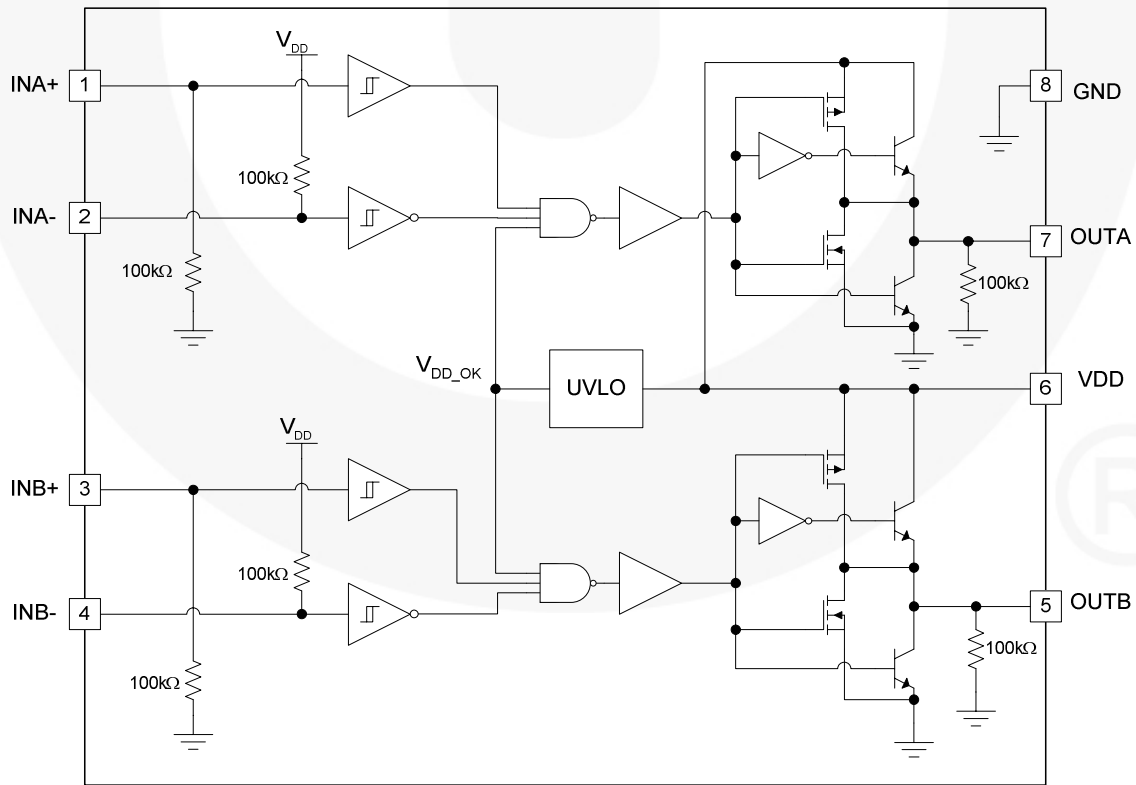 V_DD
INA+ 1
8 GND
100kΩ
INA- 2
7 OUTA
100kΩ
100kΩ
V_DD_OK
UVLO
6 VDD
V_DD
INB+ 3
100kΩ
INB- 4
5 OUTB
100kΩ
100kΩ
R